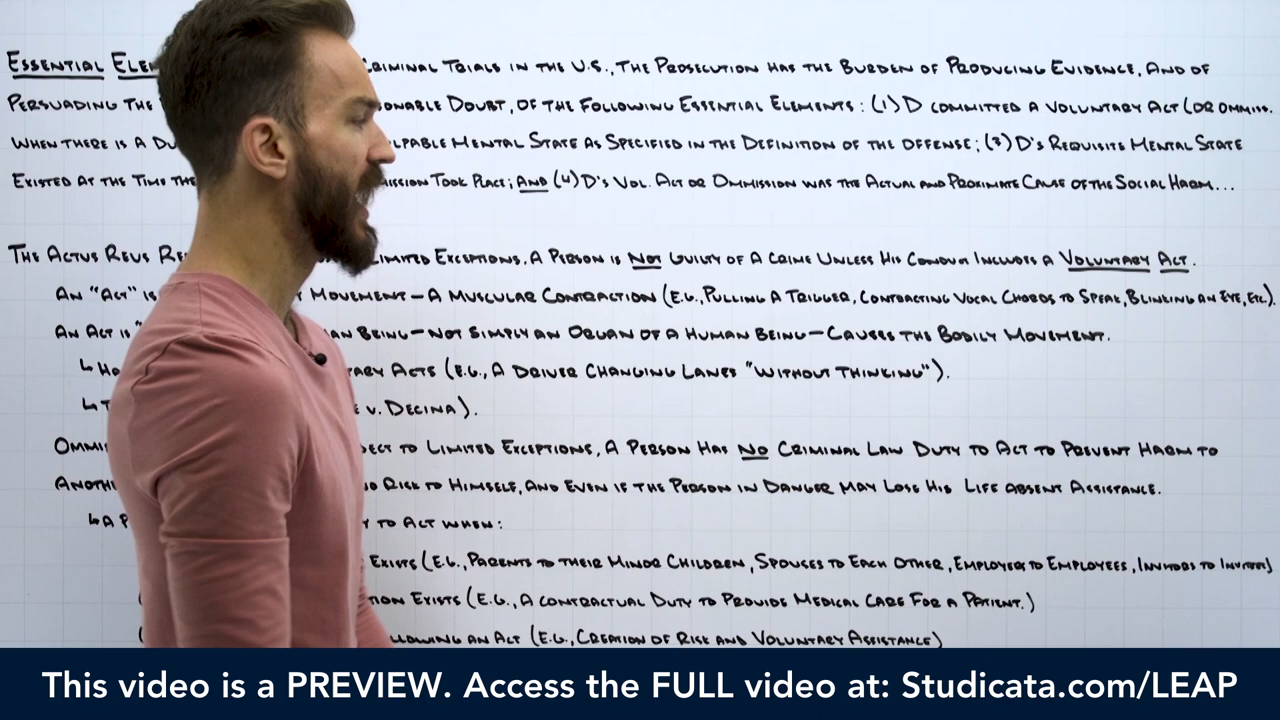 ESSENTIAL ELE CRIMINAL TRIALS IN THE U.S., THE PROSECUTION HAS THE BURDEN OF PRODUCING EVIDENCE, AND OF
PERSUADING THE ONABLE DOUBT, OF THE FOLLOWING ESSENTIAL ELEMENTS: (1) D COMMITTED A VOLUNTARY ACT (OR OMMISS.
WHEN THERE IS A DU LPABLE MENTAL STATE AS SPECIFIED IN THE DEFINITION OF THE OFFENSE; (3) D'S REQUISITE MENTAL STATE
EXISTED AT THE TIME THE ISSION TOOK PLACE; AND (4) D'S VOL. ACT OR OMMISSION WAS THE ACTUAL AND PROXIMATE CAUSE OF THE SOCIAL HARM...
THE ACTUS REUS RE LIMITED EXCEPTIONS, A PERSON IS NOT GUILTY OF A CRIME UNLESS HIS CONDUCT INCLUDES A VOLUNTARY ACT.
AN "ACT" IS Y MOVEMENT – A MUSCULAR CONTRACTION (E.G., PULLING A TRIGGER, CONTRACTING VOCAL CHORDS TO SPEAK, BLINKING AN EYE, ETC.).
AN ACT IS " AN BEING – NOT SIMPLY AN ORGAN OF A HUMAN BEING – CAUSES THE BODILY MOVEMENT.
↳ HA TARY ACTS (E.G., A DRIVER CHANGING LANES "WITHOUT THINKING").
↳ T E V. DECINA).
OMMI JECT TO LIMITED EXCEPTIONS, A PERSON HAS NO CRIMINAL LAW DUTY TO ACT TO PREVENT HARM TO
ANOTH O RISK TO HIMSELF, AND EVEN IF THE PERSON IN DANGER MAY LOSE HIS LIFE ABSENT ASSISTANCE.
↳ A P Y TO ACT WHEN:
EXISTS (E.G., PARENTS TO THEIR MINOR CHILDREN, SPOUSES TO EACH OTHER, EMPLOYERS TO EMPLOYEES, INVITORS TO INVITEES)
( TION EXISTS (E.G., A CONTRACTUAL DUTY TO PROVIDE MEDICAL CARE FOR A PATIENT.)
( LLOWING AN ACT (E.G., CREATION OF RISK AND VOLUNTARY ASSISTANCE)
This video is a PREVIEW. Access the FULL video at: Studicata.com/LEAP